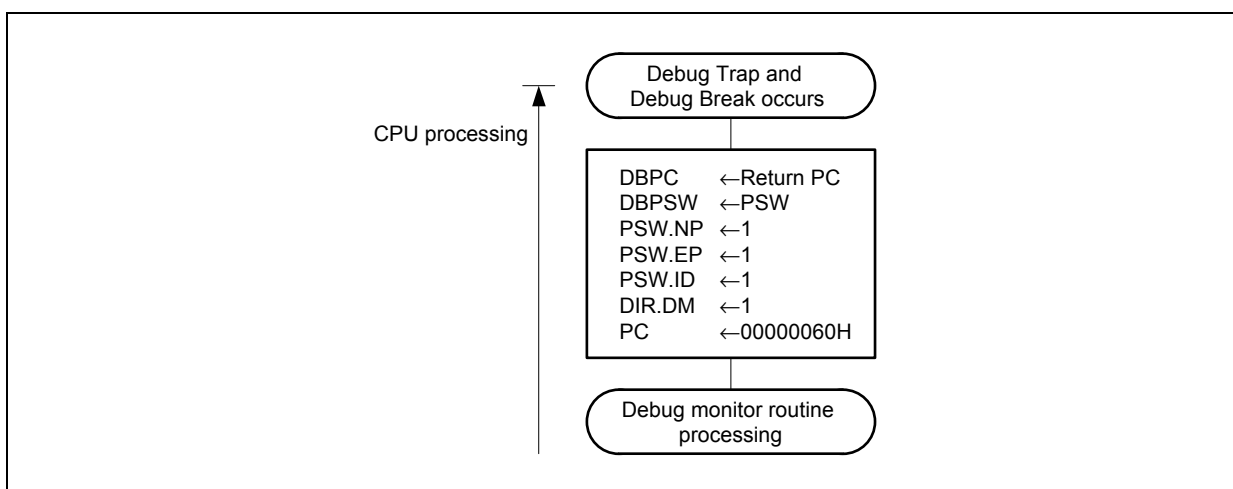 Debug Trap and
Debug Break occurs
CPU processing
DBPC ←Return PC
DBPSW ←PSW
PSW.NP ←1
PSW.EP ←1
PSW.ID ←1
DIR.DM ←1
PC ←00000060H
Debug monitor routine
processing